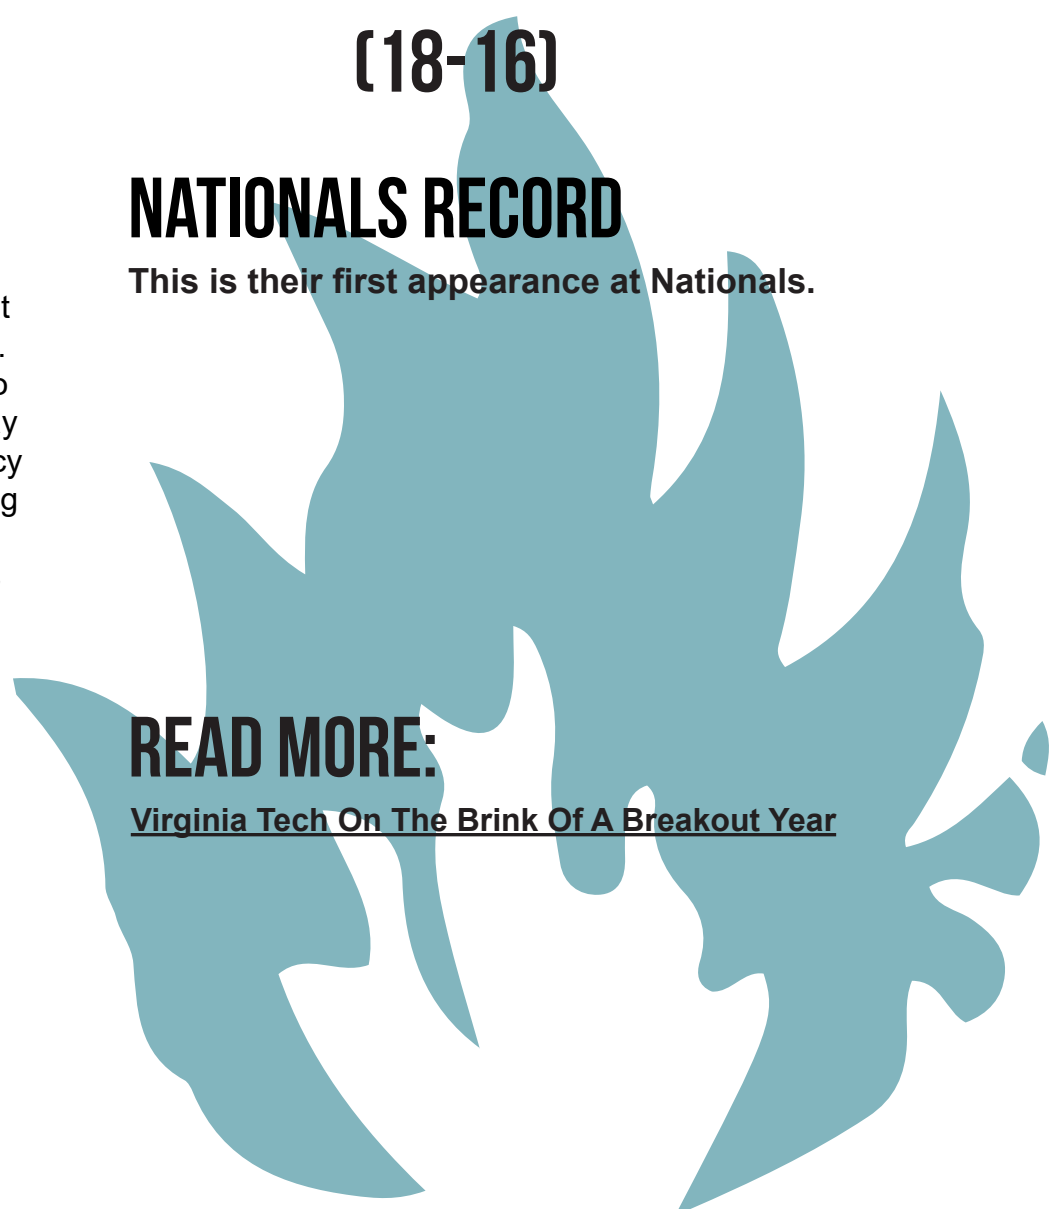 (18-16)
NATIONALS RECORD
This is their first appearance at Nationals.
READ MORE:
Virginia Tech On The Brink Of A Breakout Year